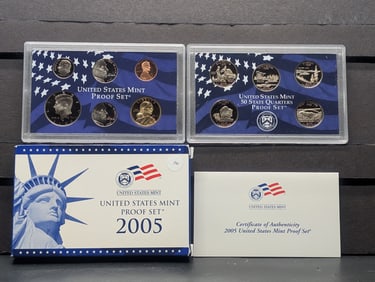 UNITED STATES MINT
PROOF SET
UNITED STATES MINT
50 STATE QUARTERS
PROOF SET
UNITED STATES MINT
UNITED STATES MINT
PROOF SET
2005
UNITED STATES MINT
Certificate of Authenticity
2005 United States Mint Proof Set